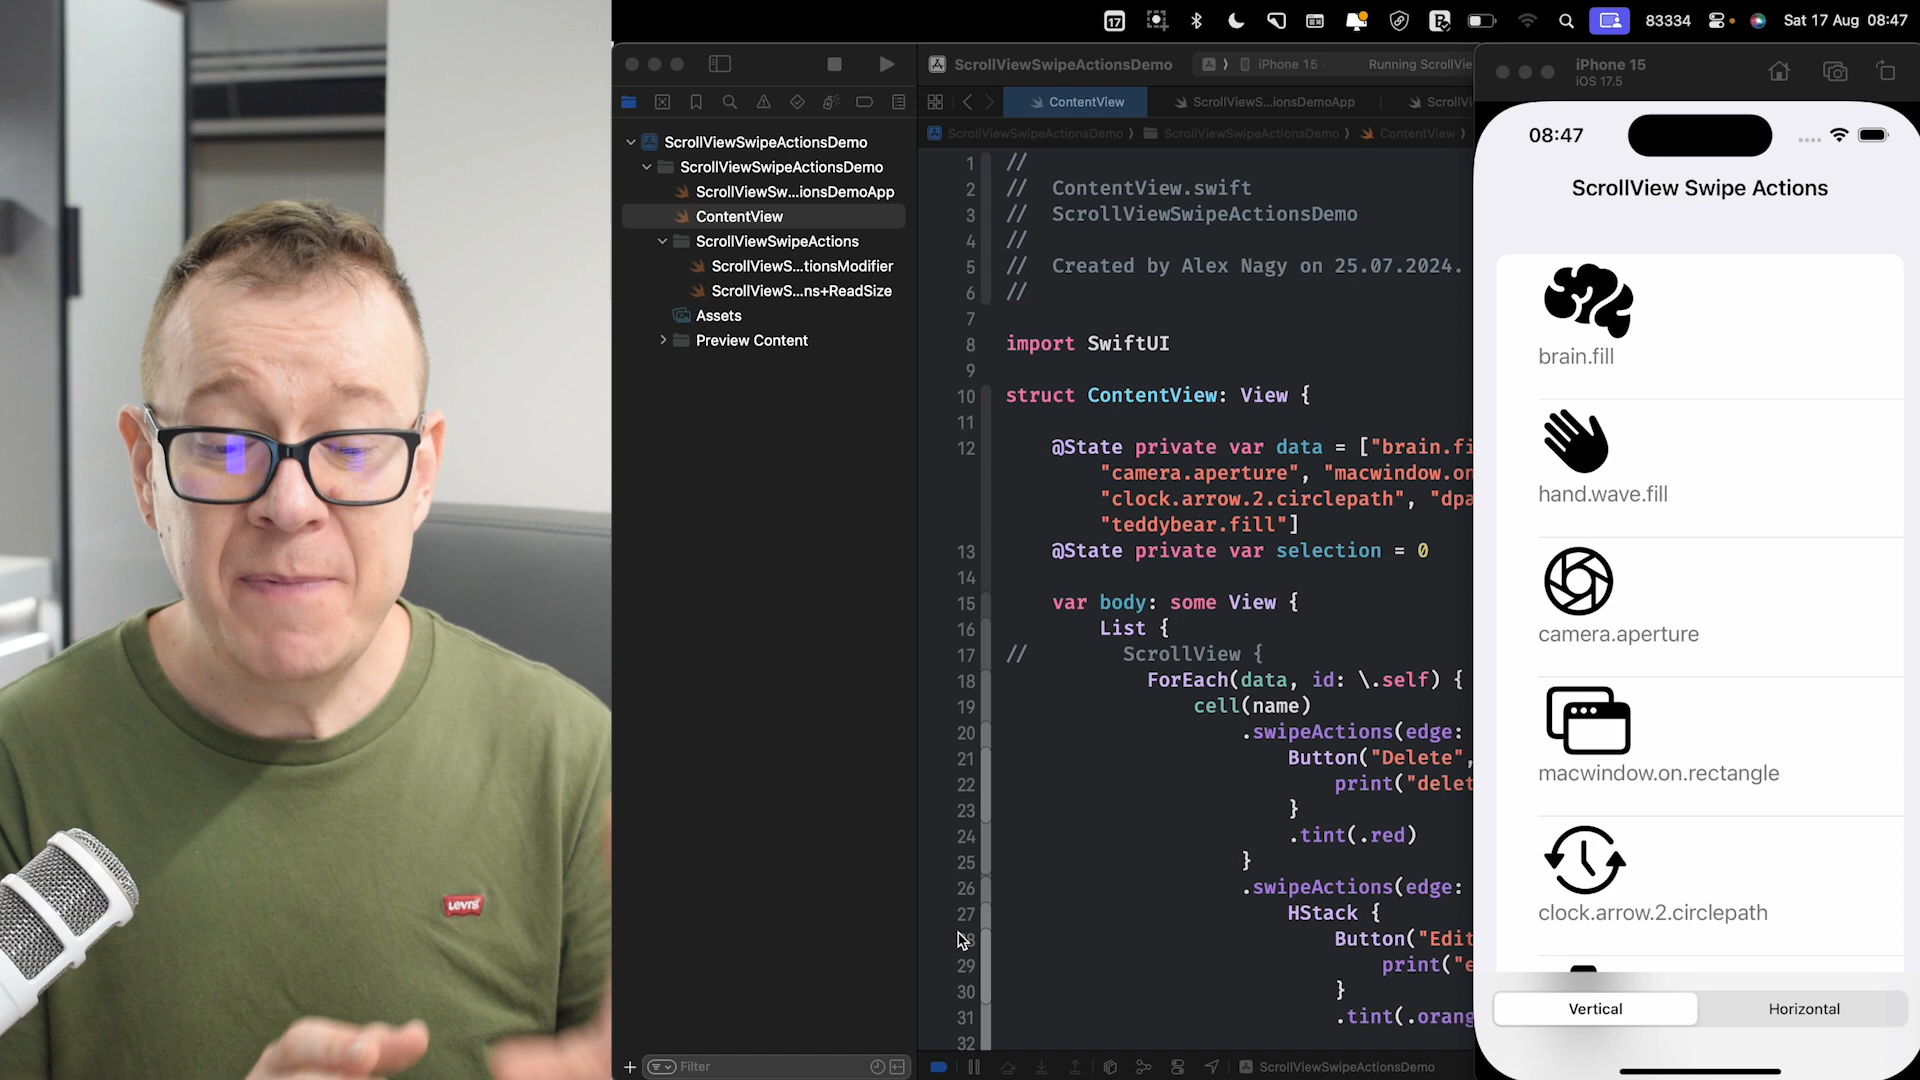 17
83334
Sat 17 Aug 08:47
ScrollViewSwipeActionsDemo
iPhone 15
Running ScrollVie
iPhone 15
iOS 17.5
ContentView
ScrollViewS...ionsDemoApp
ScrollVi
ScrollViewSwipeActionsDemo
ScrollViewSwipeActionsDemo
ContentView
ScrollViewSwipeActionsDemo
ScrollViewSwipeActionsDemo
ScrollViewSw...ionsDemoApp
ContentView
ScrollViewSwipeActions
ScrollViewS...tionsModifier
ScrollViewS...ns+ReadSize
Assets
Preview Content
Filter
1 //
2 // ContentView.swift
3 // ScrollViewSwipeActionsDemo
4 //
5 // Created by Alex Nagy on 25.07.2024.
6 //
7
8 import SwiftUI
9
10 struct ContentView: View {
11
12 @State private var data = ["brain.fi
"camera.aperture", "macwindow.on
"clock.arrow.2.circlepath", "dpa
"teddybear.fill"]
13 @State private var selection = 0
14
15 var body: some View {
16 List {
17 // ScrollView {
18 ForEach(data, id: \.self) {
19 cell(name)
20 .swipeActions(edge:
21 Button("Delete",
22 print("delet
23 }
24 .tint(.red)
25 }
26 .swipeActions(edge:
27 HStack {
Button("Edit
29 print("e
30 }
31 .tint(.orang
32
ScrollViewSwipeActionsDemo
08:47
ScrollView Swipe Actions
brain.fill
hand.wave.fill
camera.aperture
macwindow.on.rectangle
clock.arrow.2.circlepath
Vertical
Horizontal
Levi's